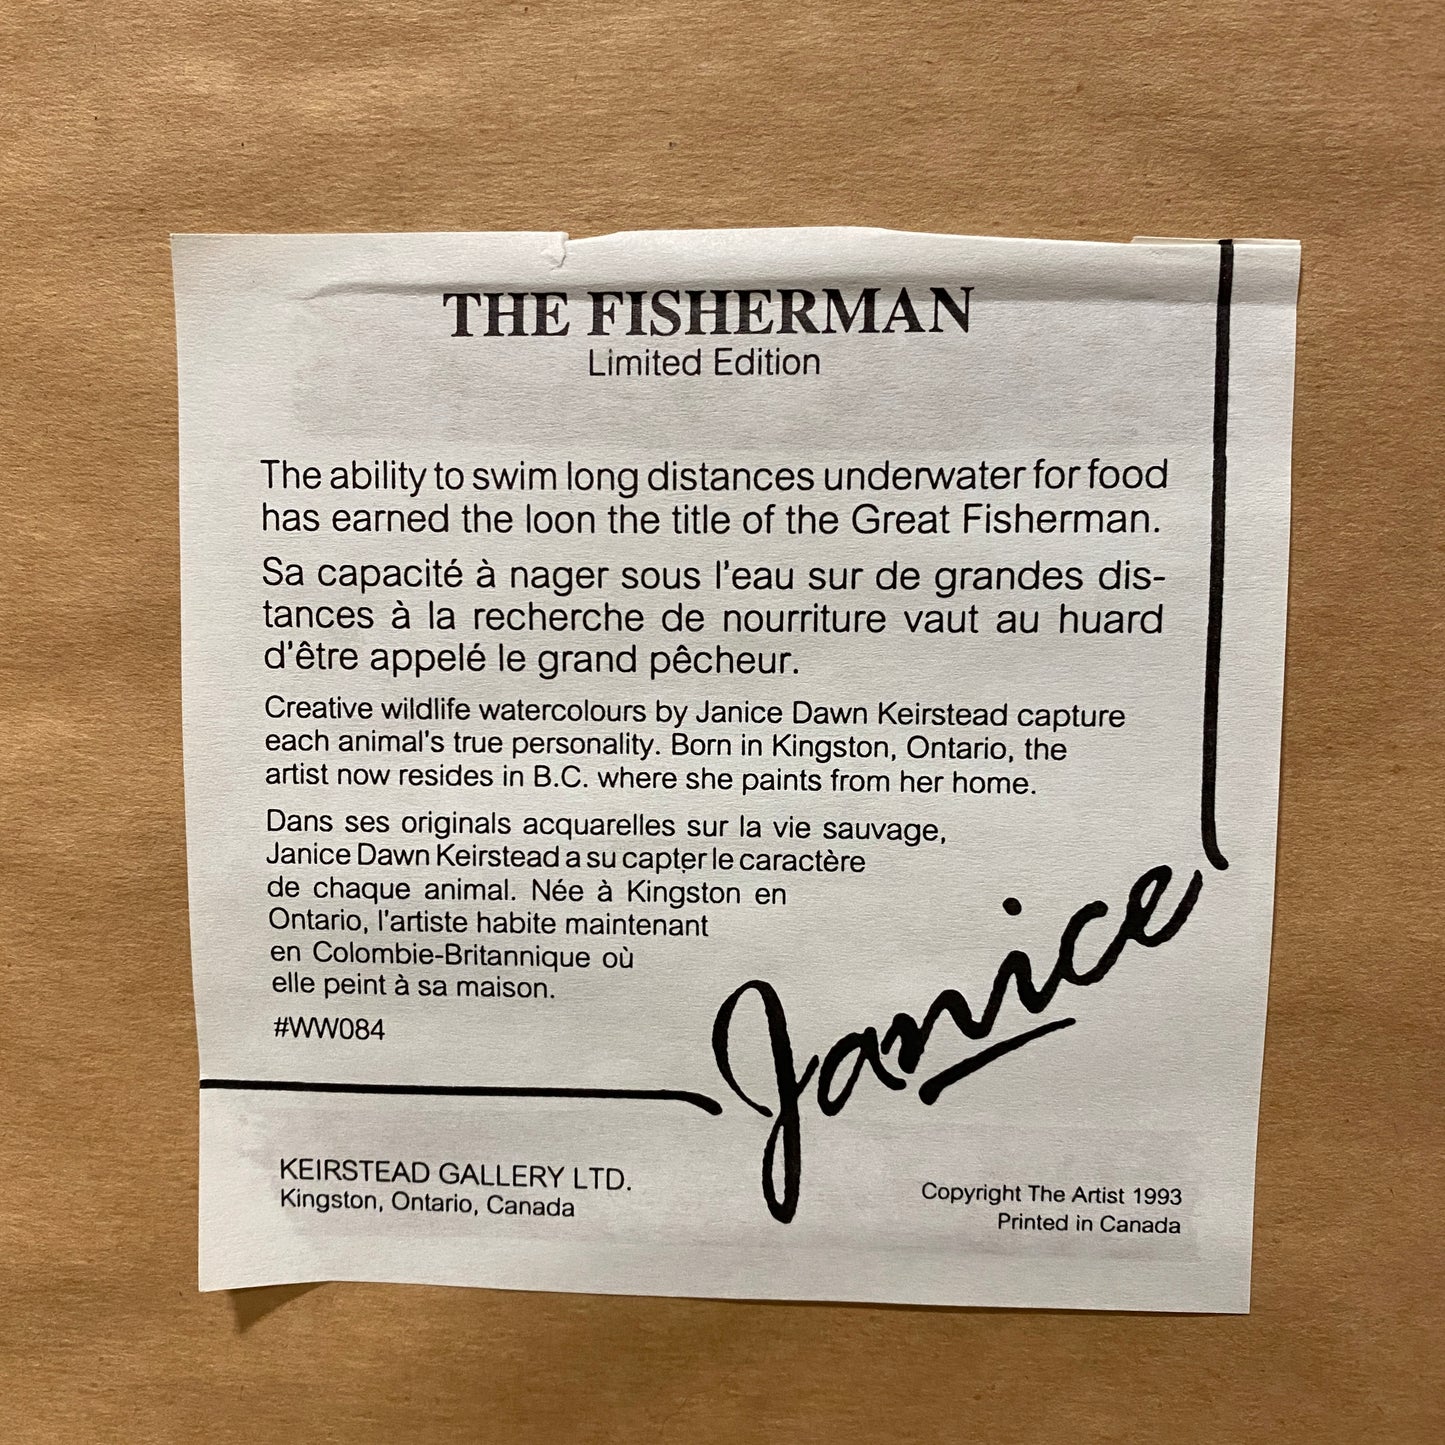 THE FISHERMAN
Limited Edition
The ability to swim long distances underwater for food
has earned the loon the title of the Great Fisherman.
Sa capacité à nager sous l'eau sur de grandes dis-
tances à la recherche de nourriture vaut au huard
d'être appelé le grand pêcheur.
Creative wildlife watercolours by Janice Dawn Keirstead capture
each animal's true personality. Born in Kingston, Ontario, the
artist now resides in B.C. where she paints from her home.
Dans ses originals acquarelles sur la vie sauvage,
Janice Dawn Keirstead a su capter le caractère
de chaque animal. Née à Kingston en
Ontario, l'artiste habite maintenant
en Colombie-Britannique où
elle peint à sa maison.
#WW084
Janice
KEIRSTEAD GALLERY LTD.
Kingston, Ontario, Canada
Copyright The Artist 1993
Printed in Canada